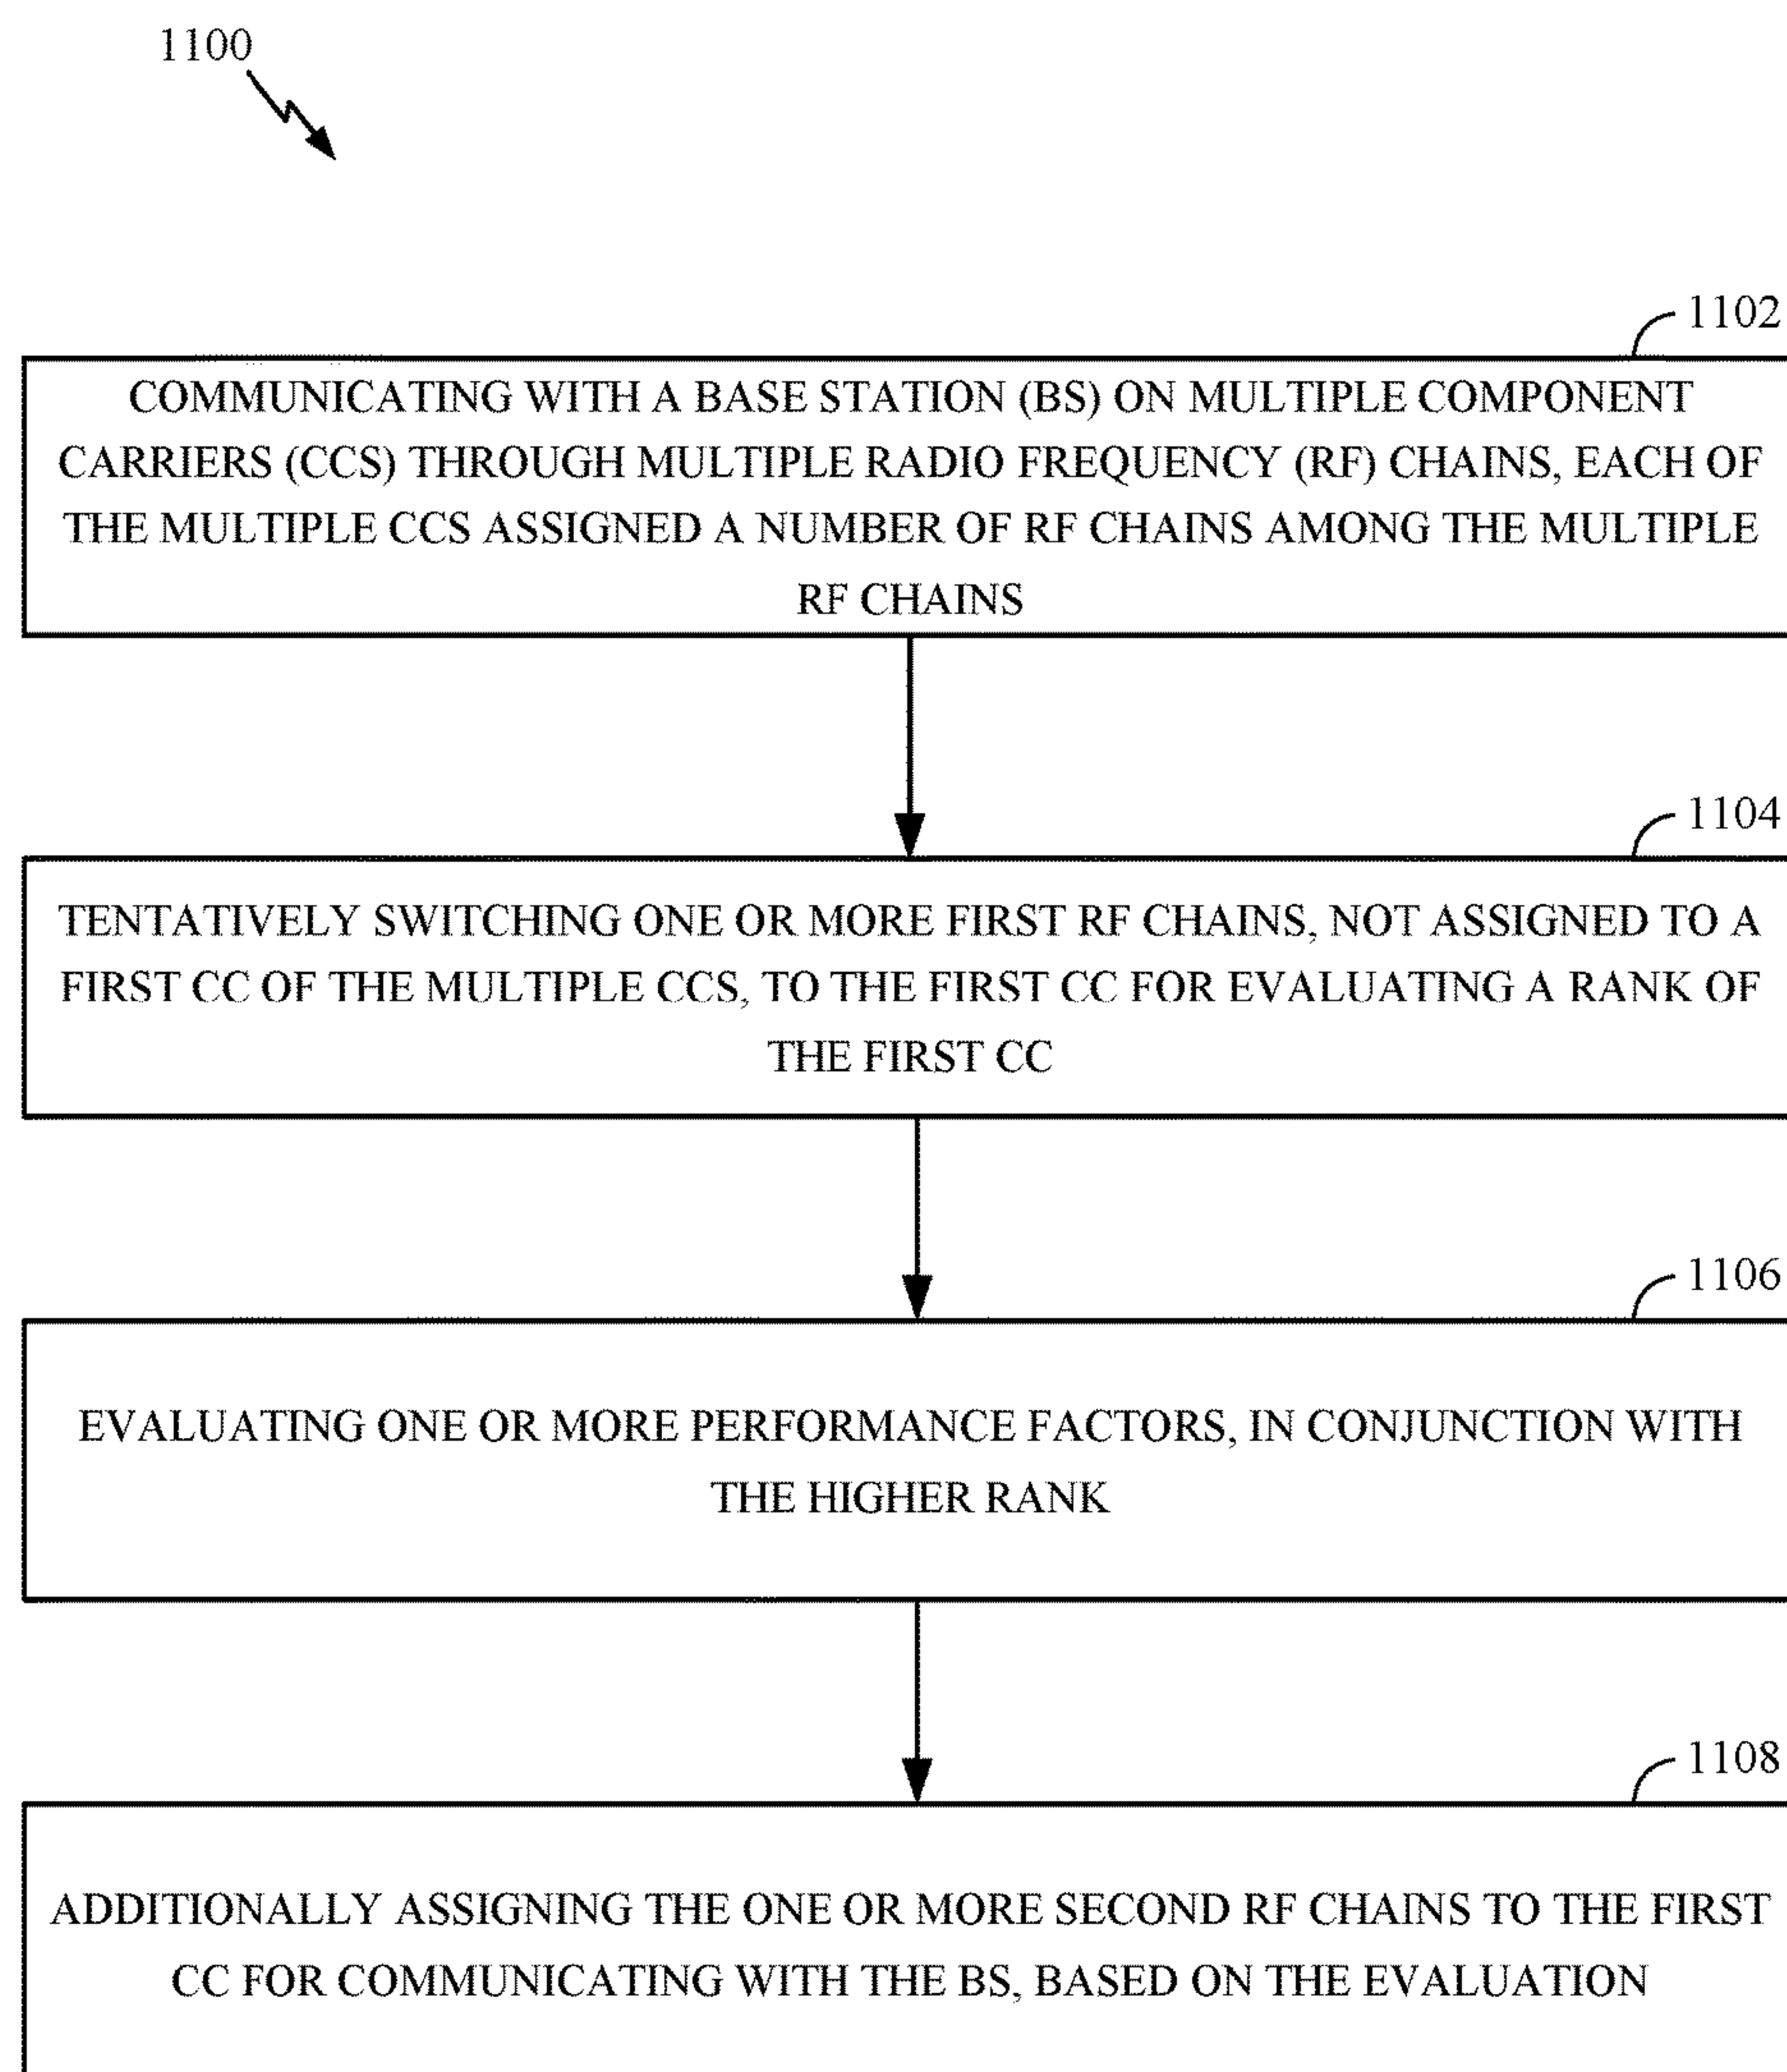 1100
1102
COMMUNICATING WITH A BASE STATION (BS) ON MULTIPLE COMPONENT
CARRIERS (CCS) THROUGH MULTIPLE RADIO FREQUENCY (RF) CHAINS, EACH OF
THE MULTIPLE CCS ASSIGNED A NUMBER OF RF CHAINS AMONG THE MULTIPLE
RF CHAINS
1104
TENTATIVELY SWITCHING ONE OR MORE FIRST RF CHAINS, NOT ASSIGNED TO A
FIRST CC OF THE MULTIPLE CCS, TO THE FIRST CC FOR EVALUATING A RANK OF
THE FIRST CC
1106
EVALUATING ONE OR MORE PERFORMANCE FACTORS, IN CONJUNCTION WITH
THE HIGHER RANK
1108
ADDITIONALLY ASSIGNING THE ONE OR MORE SECOND RF CHAINS TO THE FIRST
CC FOR COMMUNICATING WITH THE BS, BASED ON THE EVALUATION